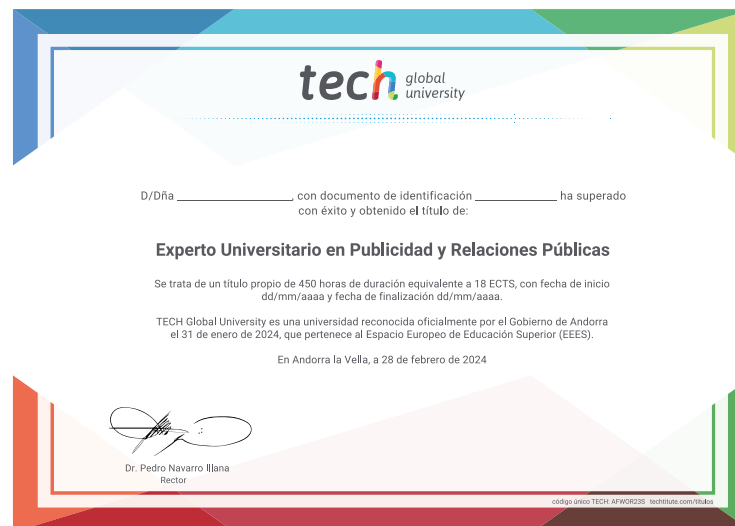 tech global university
D/Dña ____________________, con documento de identificación ______________ ha superado
con éxito y obtenido el título de:
Experto Universitario en Publicidad y Relaciones Públicas
Se trata de un título propio de 450 horas de duración equivalente a 18 ECTS, con fecha de inicio
dd/mm/aaaa y fecha de finalización dd/mm/aaaa.
TECH Global University es una universidad reconocida oficialmente por el Gobierno de Andorra
el 31 de enero de 2024, que pertenece al Espacio Europeo de Educación Superior (EEES).
En Andorra la Vella, a 28 de febrero de 2024
Dr. Pedro Navarro Illana
Rector
código único TECH: AFWOR23S techtitute.com/titulos